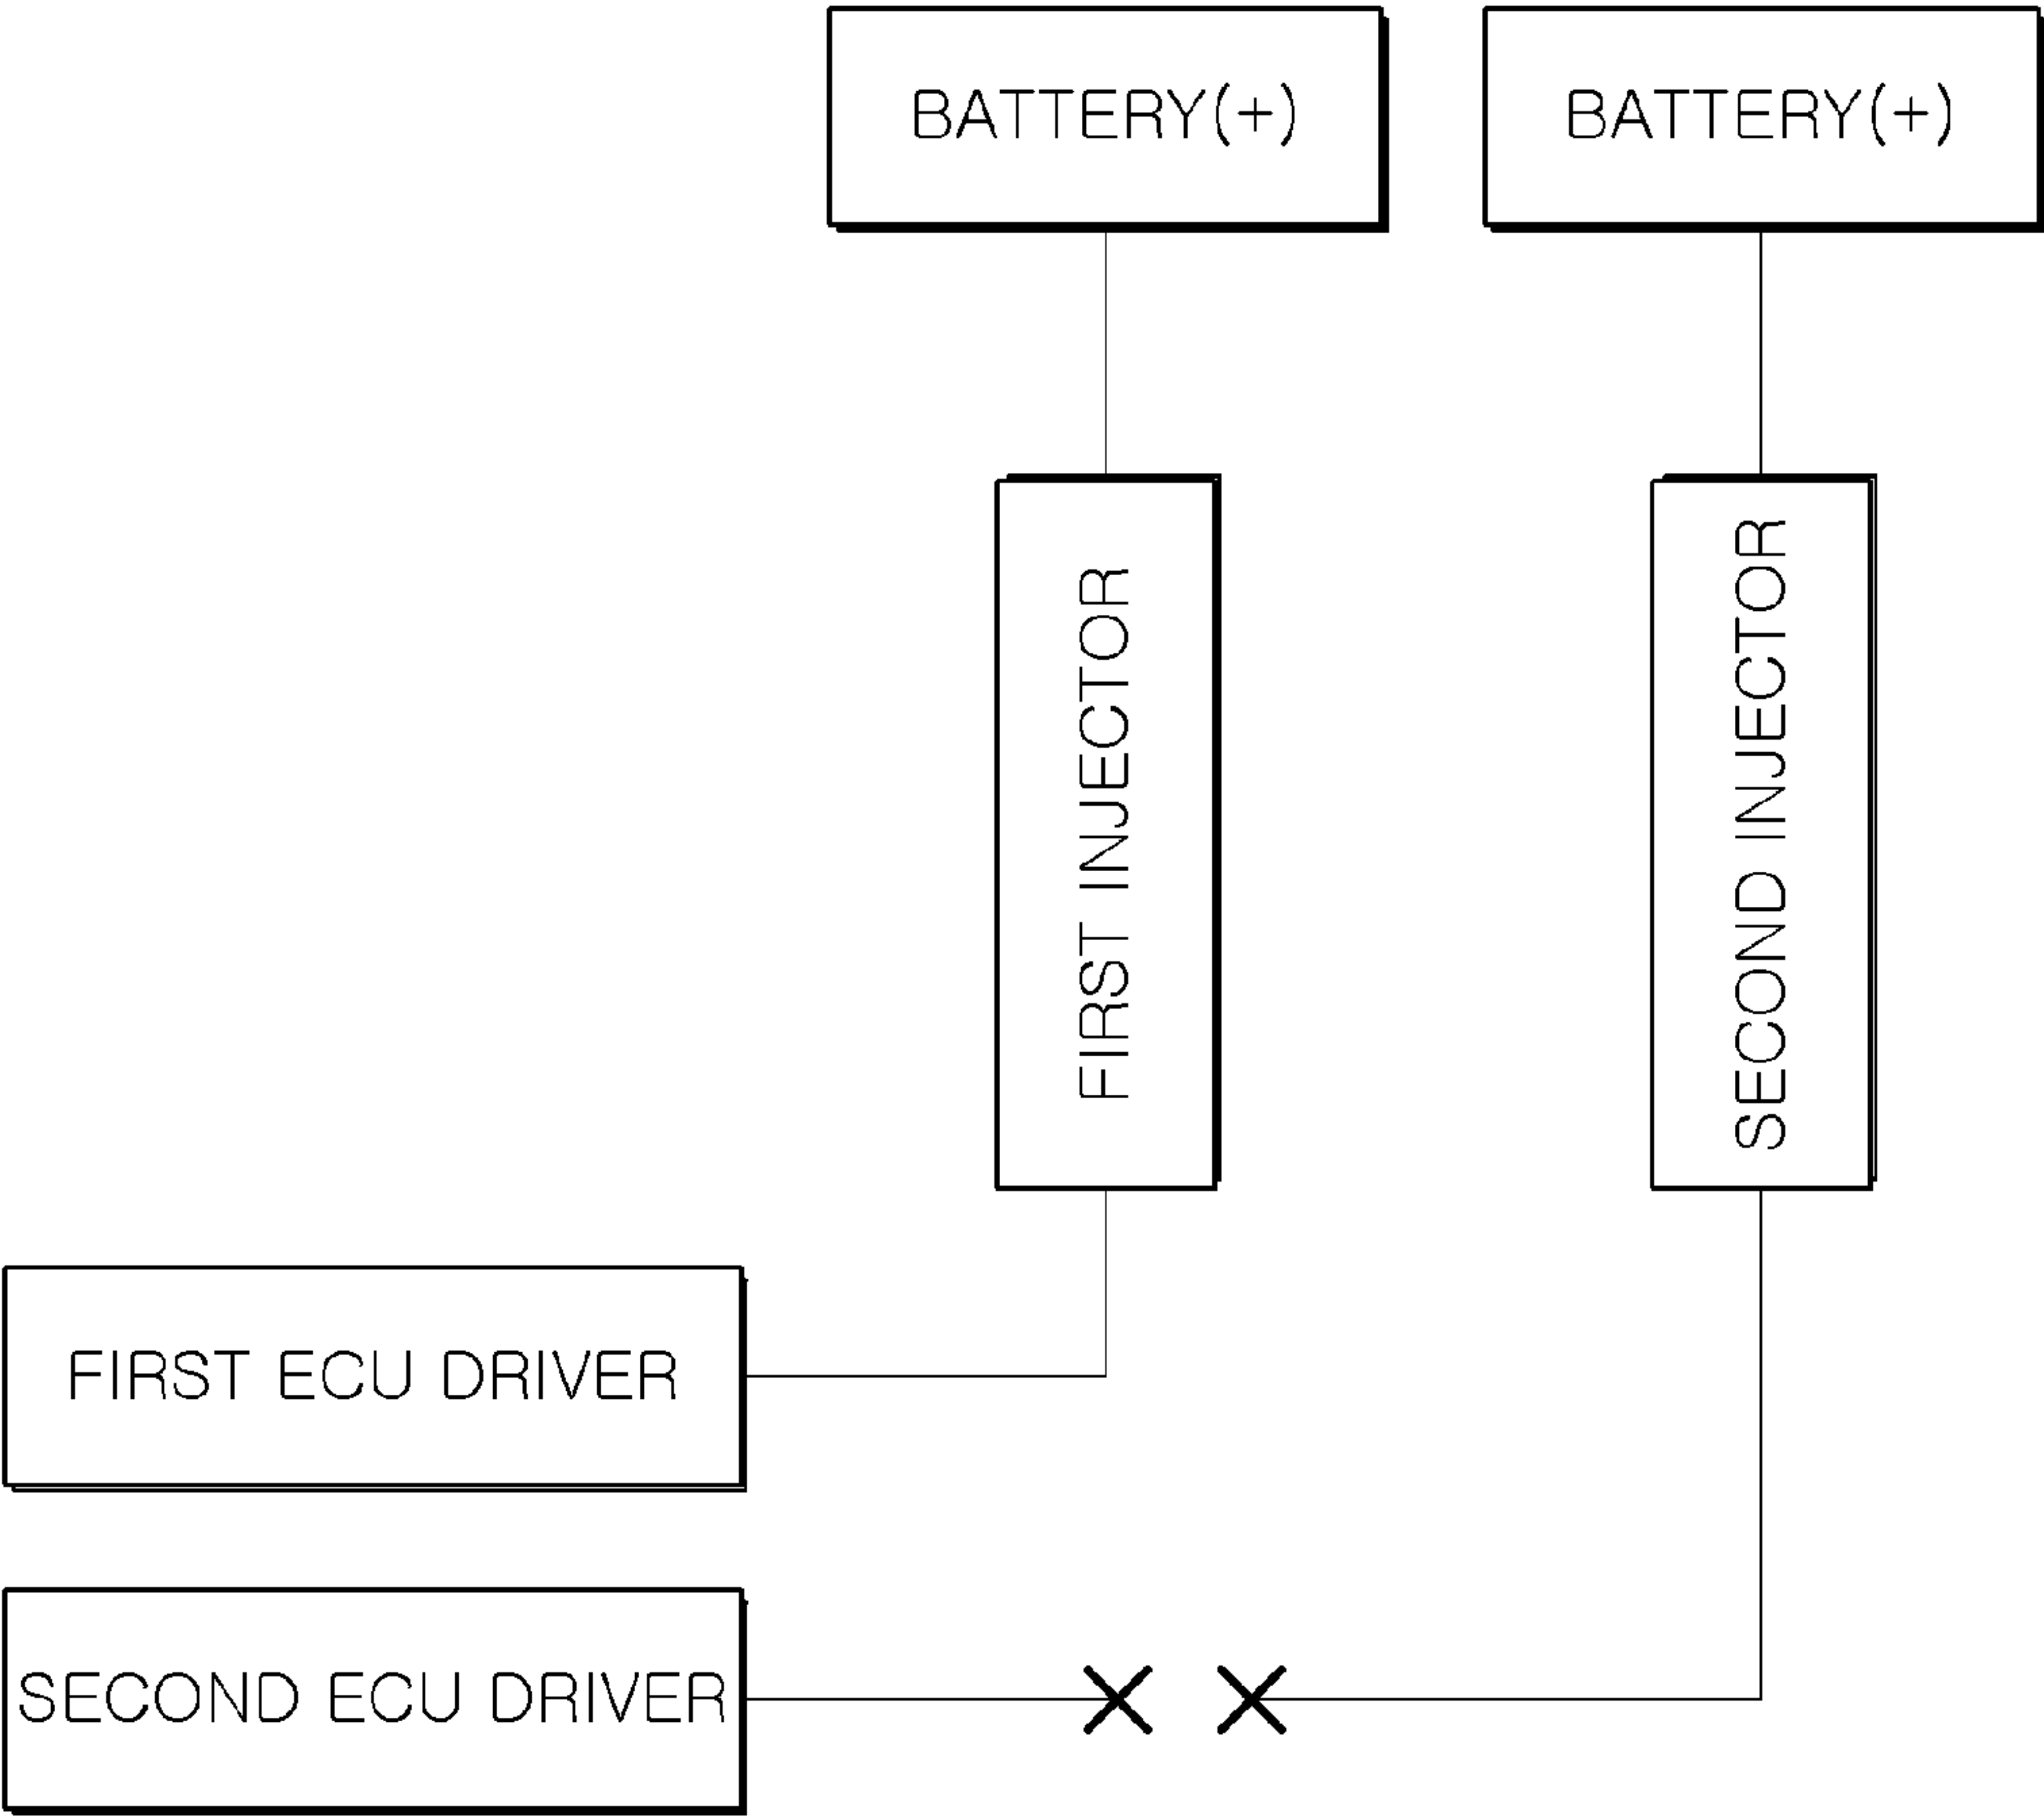 BATTERY(+)
BATTERY(+)
FIRST INJECTOR
SECOND INJECTOR
FIRST ECU DRIVER
SECOND ECU DRIVER